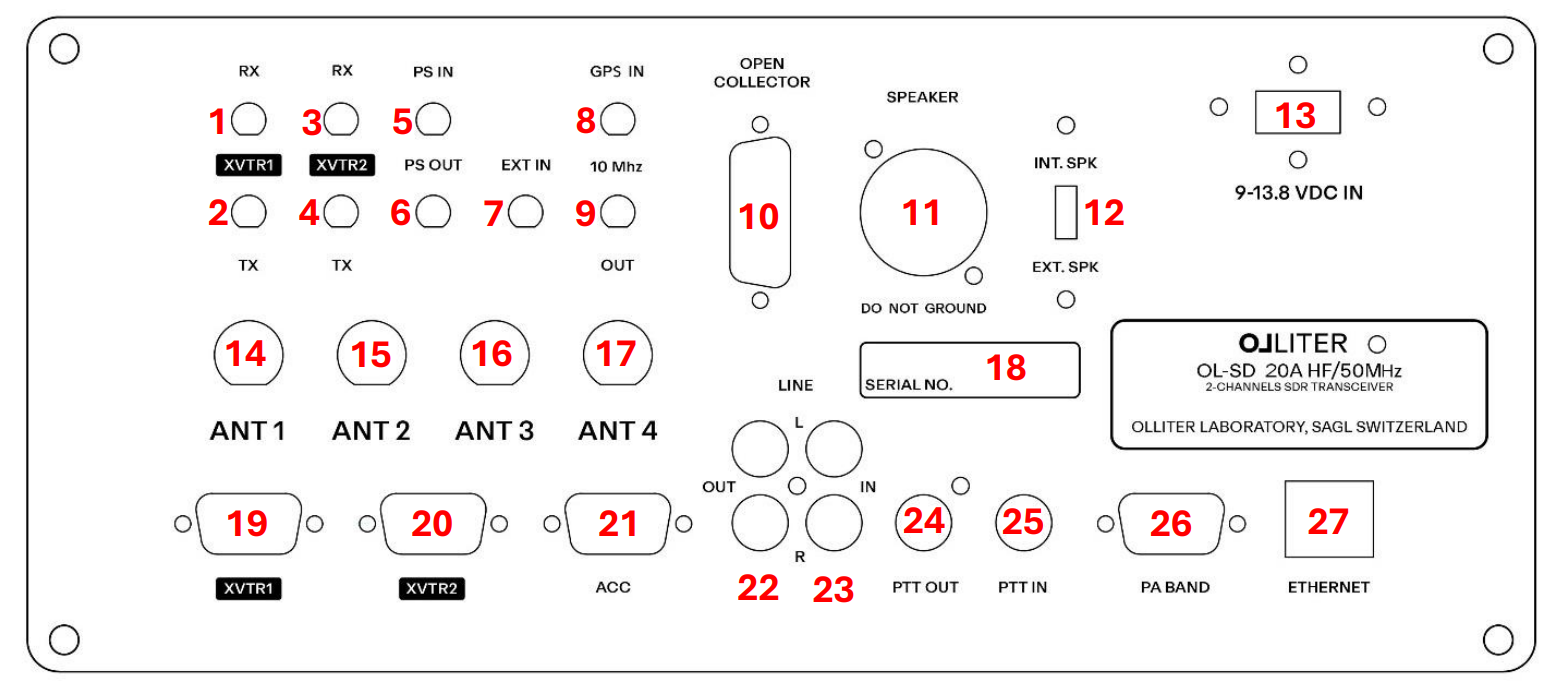 RX RX PS IN GPS IN
1 3 5 8
XVTR1 XVTR2 PS OUT EXT IN 10 Mhz
2 4 6 7 9
TX TX OUT
OPEN
COLLECTOR
10
SPEAKER
11
DO NOT GROUND
INT. SPK
12
EXT. SPK
13
9-13.8 VDC IN
14 15 16 17
ANT 1 ANT 2 ANT 3 ANT 4
18
SERIAL NO.
OLLITER
OL-SD 20A HF/50MHz
2-CHANNELS SDR TRANSCEIVER
OLLITER LABORATORY, SAGL SWITZERLAND
LINE
L
OUT IN
R
22 23
19 20 21
XVTR1 XVTR2 ACC
24 25 26 27
PTT OUT PTT IN PA BAND ETHERNET